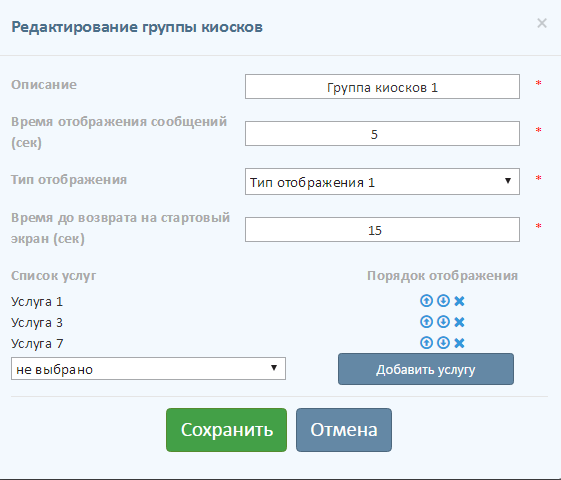 Редактирование группы киосков ×
Описание Группа киосков 1 *
Время отображения сообщений
(сек) 5 *
Тип отображения Тип отображения 1 *
Время до возврата на стартовый
экран (сек) 15 *
Список услуг Порядок отображения
Услуга 1
Услуга 3
Услуга 7
не выбрано Добавить услугу
Сохранить Отмена